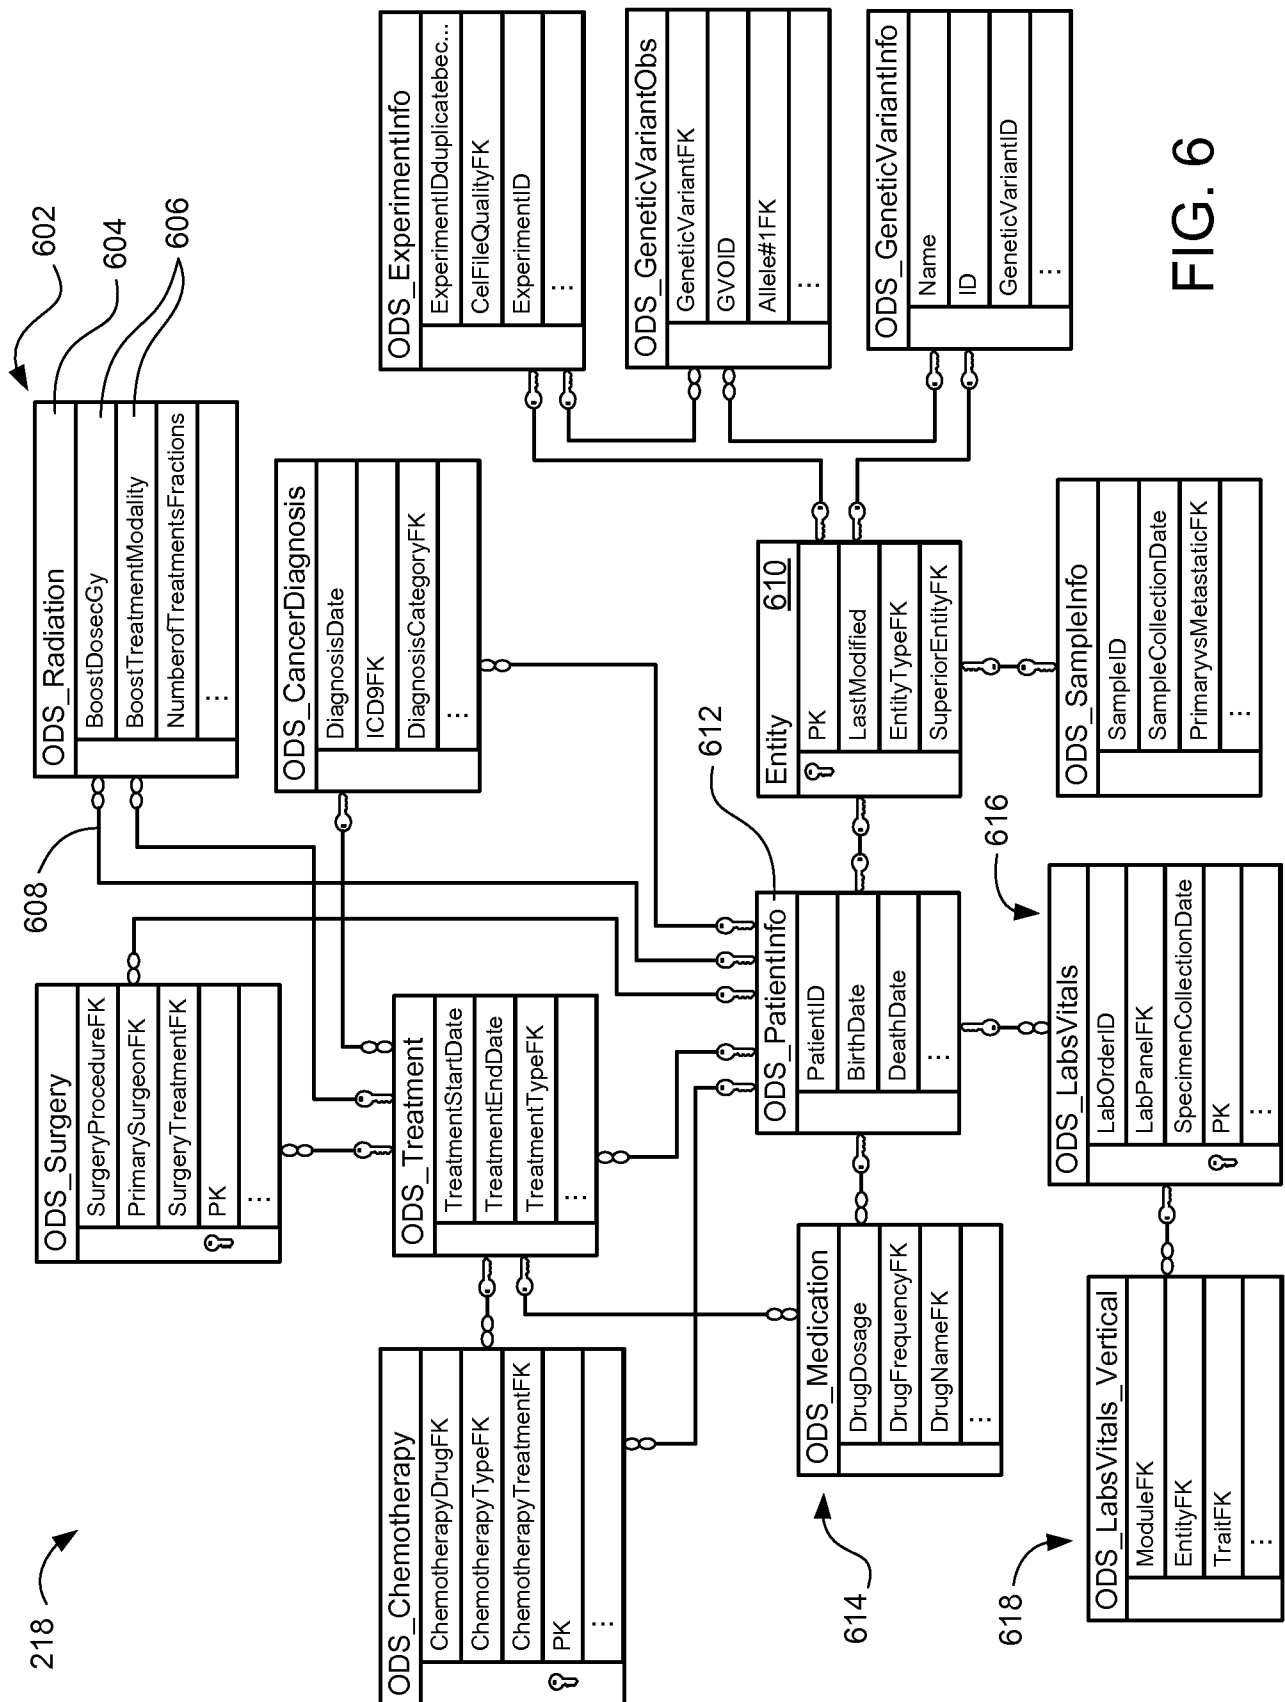 218
ODS_Chemotherapy
ChemotherapyDrugFK
ChemotherapyTypeFK
ChemotherapyTreatmentFK
PK
...
ODS_Surgery
SurgeryProcedureFK
PrimarySurgeonFK
SurgeryTreatmentFK
PK
...
608
ODS_Radiation
BoostDosecGy
BoostTreatmentModality
NumberofTreatmentsFractions
...
602
604
606
ODS_Treatment
TreatmentStartDate
TreatmentEndDate
TreatmentTypeFK
...
ODS_CancerDiagnosis
DiagnosisDate
ICD9FK
DiagnosisCategoryFK
...
ODS_ExperimentInfo
ExperimentIDduplicatebec...
CelFileQualityFK
ExperimentID
...
ODS_GeneticVariantObs
GeneticVariantFK
GVOID
Allele#1FK
...
ODS_GeneticVariantInfo
Name
ID
GeneticVariantID
...
614
ODS_Medication
DrugDosage
DrugFrequencyFK
DrugNameFK
...
612
ODS_PatientInfo
PatientID
BirthDate
DeathDate
...
Entity
610
PK
LastModified
EntityTypeFK
SuperiorEntityFK
618
ODS_LabsVitals_Vertical
ModuleFK
EntityFK
TraitFK
...
616
ODS_LabsVitals
LabOrderID
LabPanelFK
SpecimenCollectionDate
PK
...
ODS_SampleInfo
SampleID
SampleCollectionDate
PrimaryvsMetastaticFK
...
FIG. 6